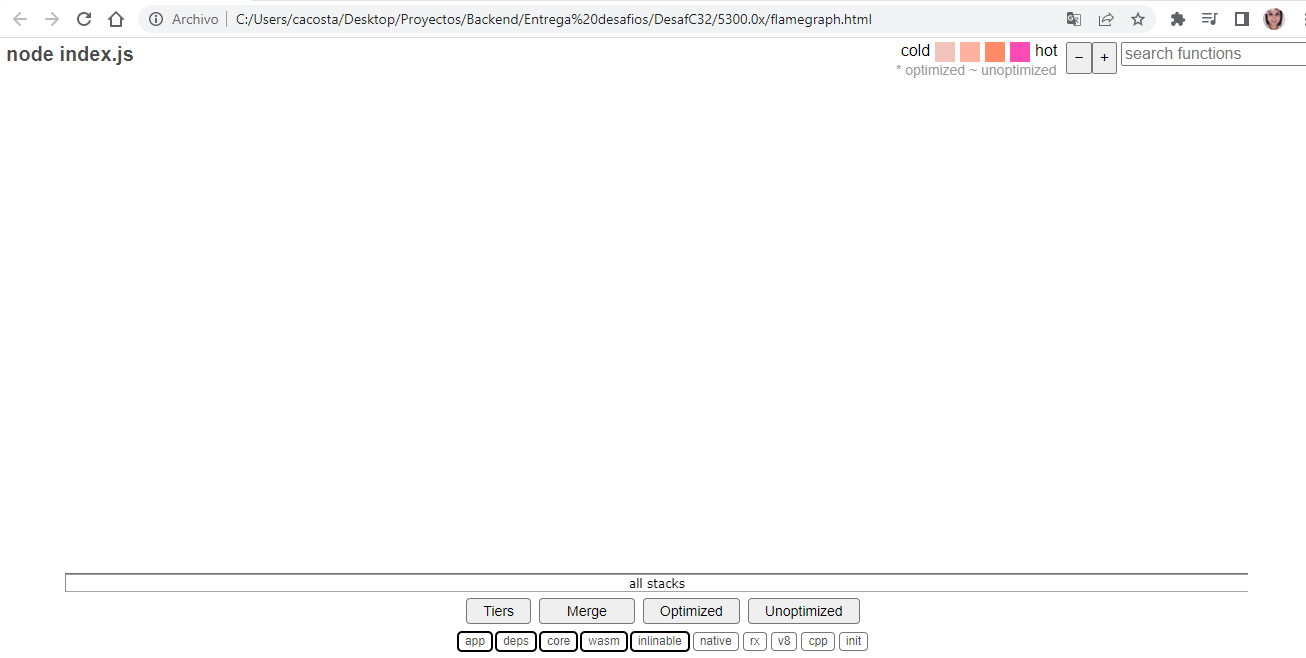 Archivo | C:/Users/cacosta/Desktop/Proyectos/Backend/Entrega%20desafios/DesafC32/5300.0x/flamegraph.html
node index.js
cold hot − + search functions
* optimized ~ unoptimized
all stacks
Tiers Merge Optimized Unoptimized
app deps core wasm inlinable native rx v8 cpp init